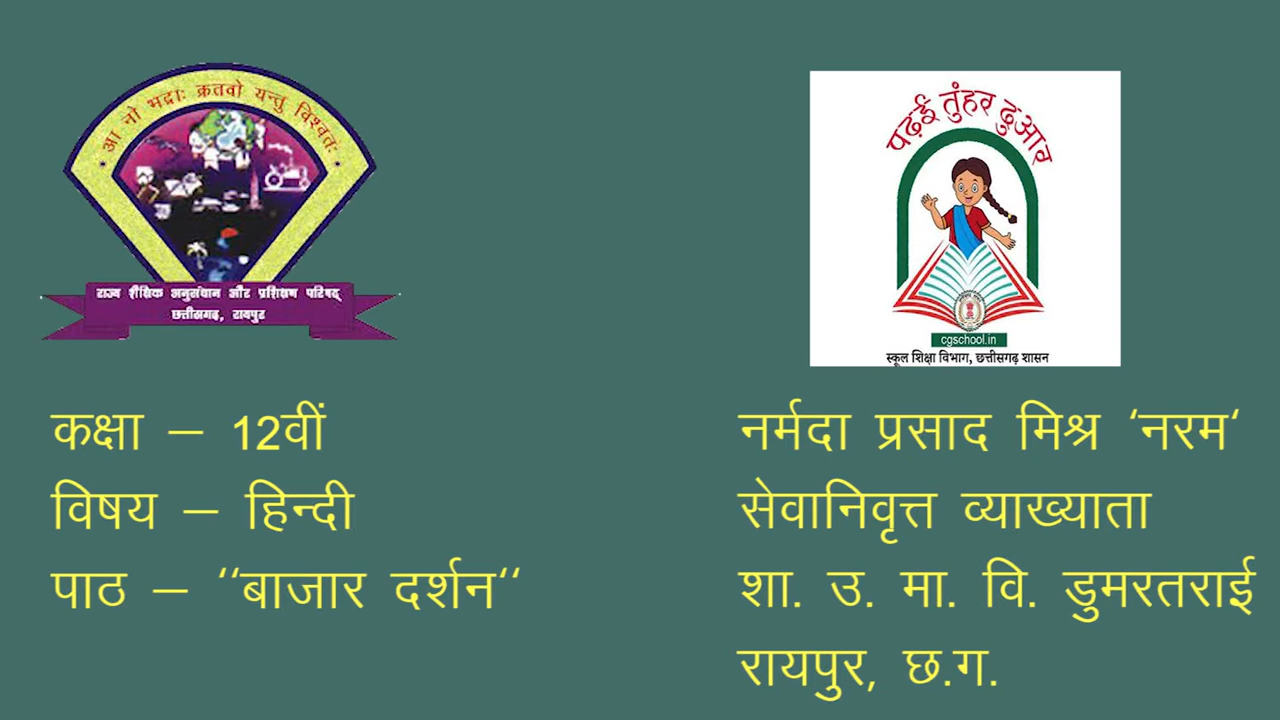 आ नो भद्राः क्रतवो यन्तु विश्वतः
राज्य शैक्षिक अनुसंधान और प्रशिक्षण परिषद्
छत्तीसगढ़, रायपुर
पढ़ई तुंहर दुआर
cgschool.in
स्कूल शिक्षा विभाग, छत्तीसगढ़ शासन
कक्षा – 12वीं
विषय – हिन्दी
पाठ – ‘‘बाजार दर्शन‘‘
नर्मदा प्रसाद मिश्र ‘नरम‘
सेवानिवृत्त व्याख्याता
शा. उ. मा. वि. डुमरतराई
रायपुर, छ.ग.